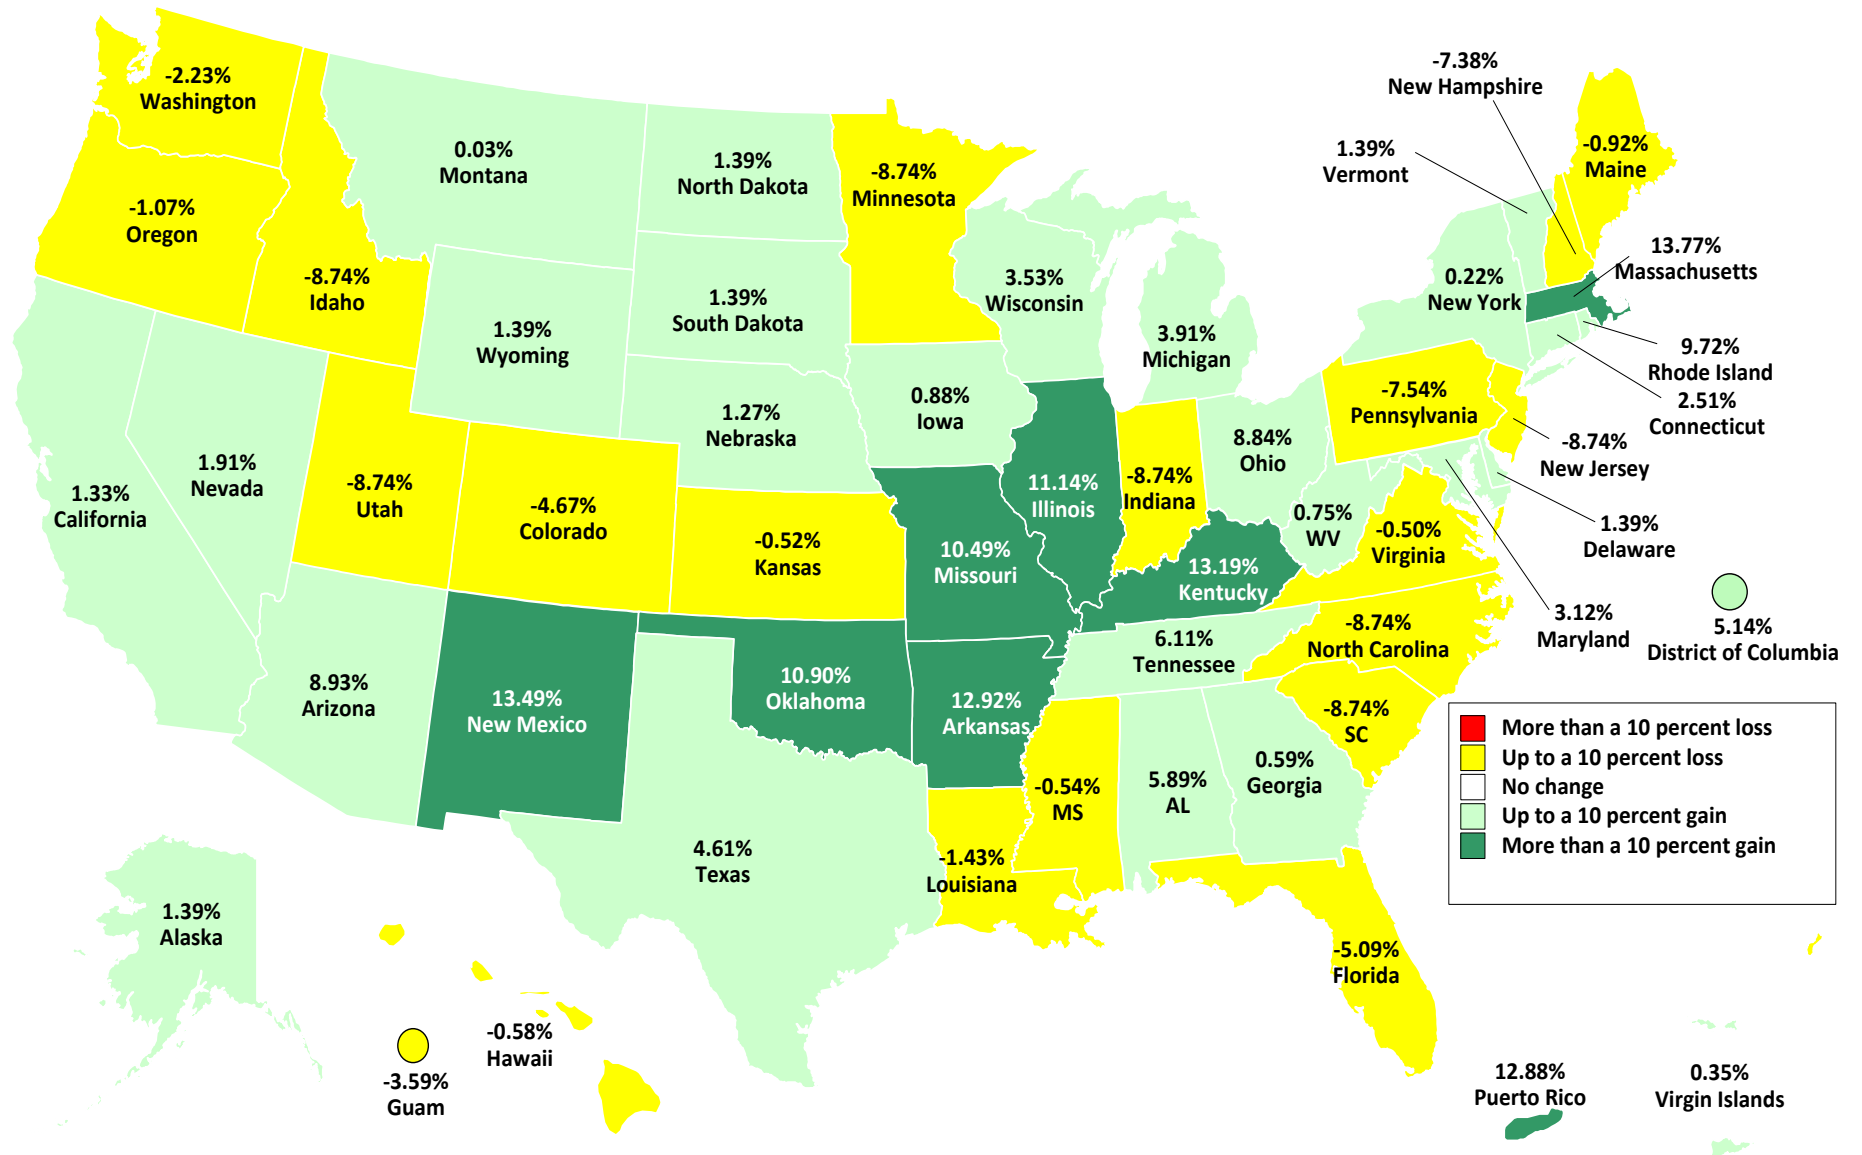 -2.23%
Washington
-1.07%
Oregon
-8.74%
Idaho
0.03%
Montana
1.39%
North Dakota
-8.74%
Minnesota
1.39%
South Dakota
1.39%
Wyoming
1.27%
Nebraska
3.53%
Wisconsin
3.91%
Michigan
0.88%
Iowa
1.33%
California
1.91%
Nevada
-8.74%
Utah
-4.67%
Colorado
-0.52%
Kansas
10.49%
Missouri
11.14%
Illinois
-8.74%
Indiana
8.84%
Ohio
0.75%
WV
-0.50%
Virginia
13.19%
Kentucky
6.11%
Tennessee
-8.74%
North Carolina
-8.74%
SC
8.93%
Arizona
13.49%
New Mexico
10.90%
Oklahoma
12.92%
Arkansas
4.61%
Texas
-1.43%
Louisiana
-0.54%
MS
5.89%
AL
0.59%
Georgia
-5.09%
Florida
-7.38%
New Hampshire
1.39%
Vermont
-0.92%
Maine
13.77%
Massachusetts
0.22%
New York
9.72%
Rhode Island
2.51%
Connecticut
-7.54%
Pennsylvania
-8.74%
New Jersey
1.39%
Delaware
3.12%
Maryland
5.14%
District of Columbia
More than a 10 percent loss
Up to a 10 percent loss
No change
Up to a 10 percent gain
More than a 10 percent gain
1.39%
Alaska
-3.59%
Guam
-0.58%
Hawaii
12.88%
Puerto Rico
0.35%
Virgin Islands